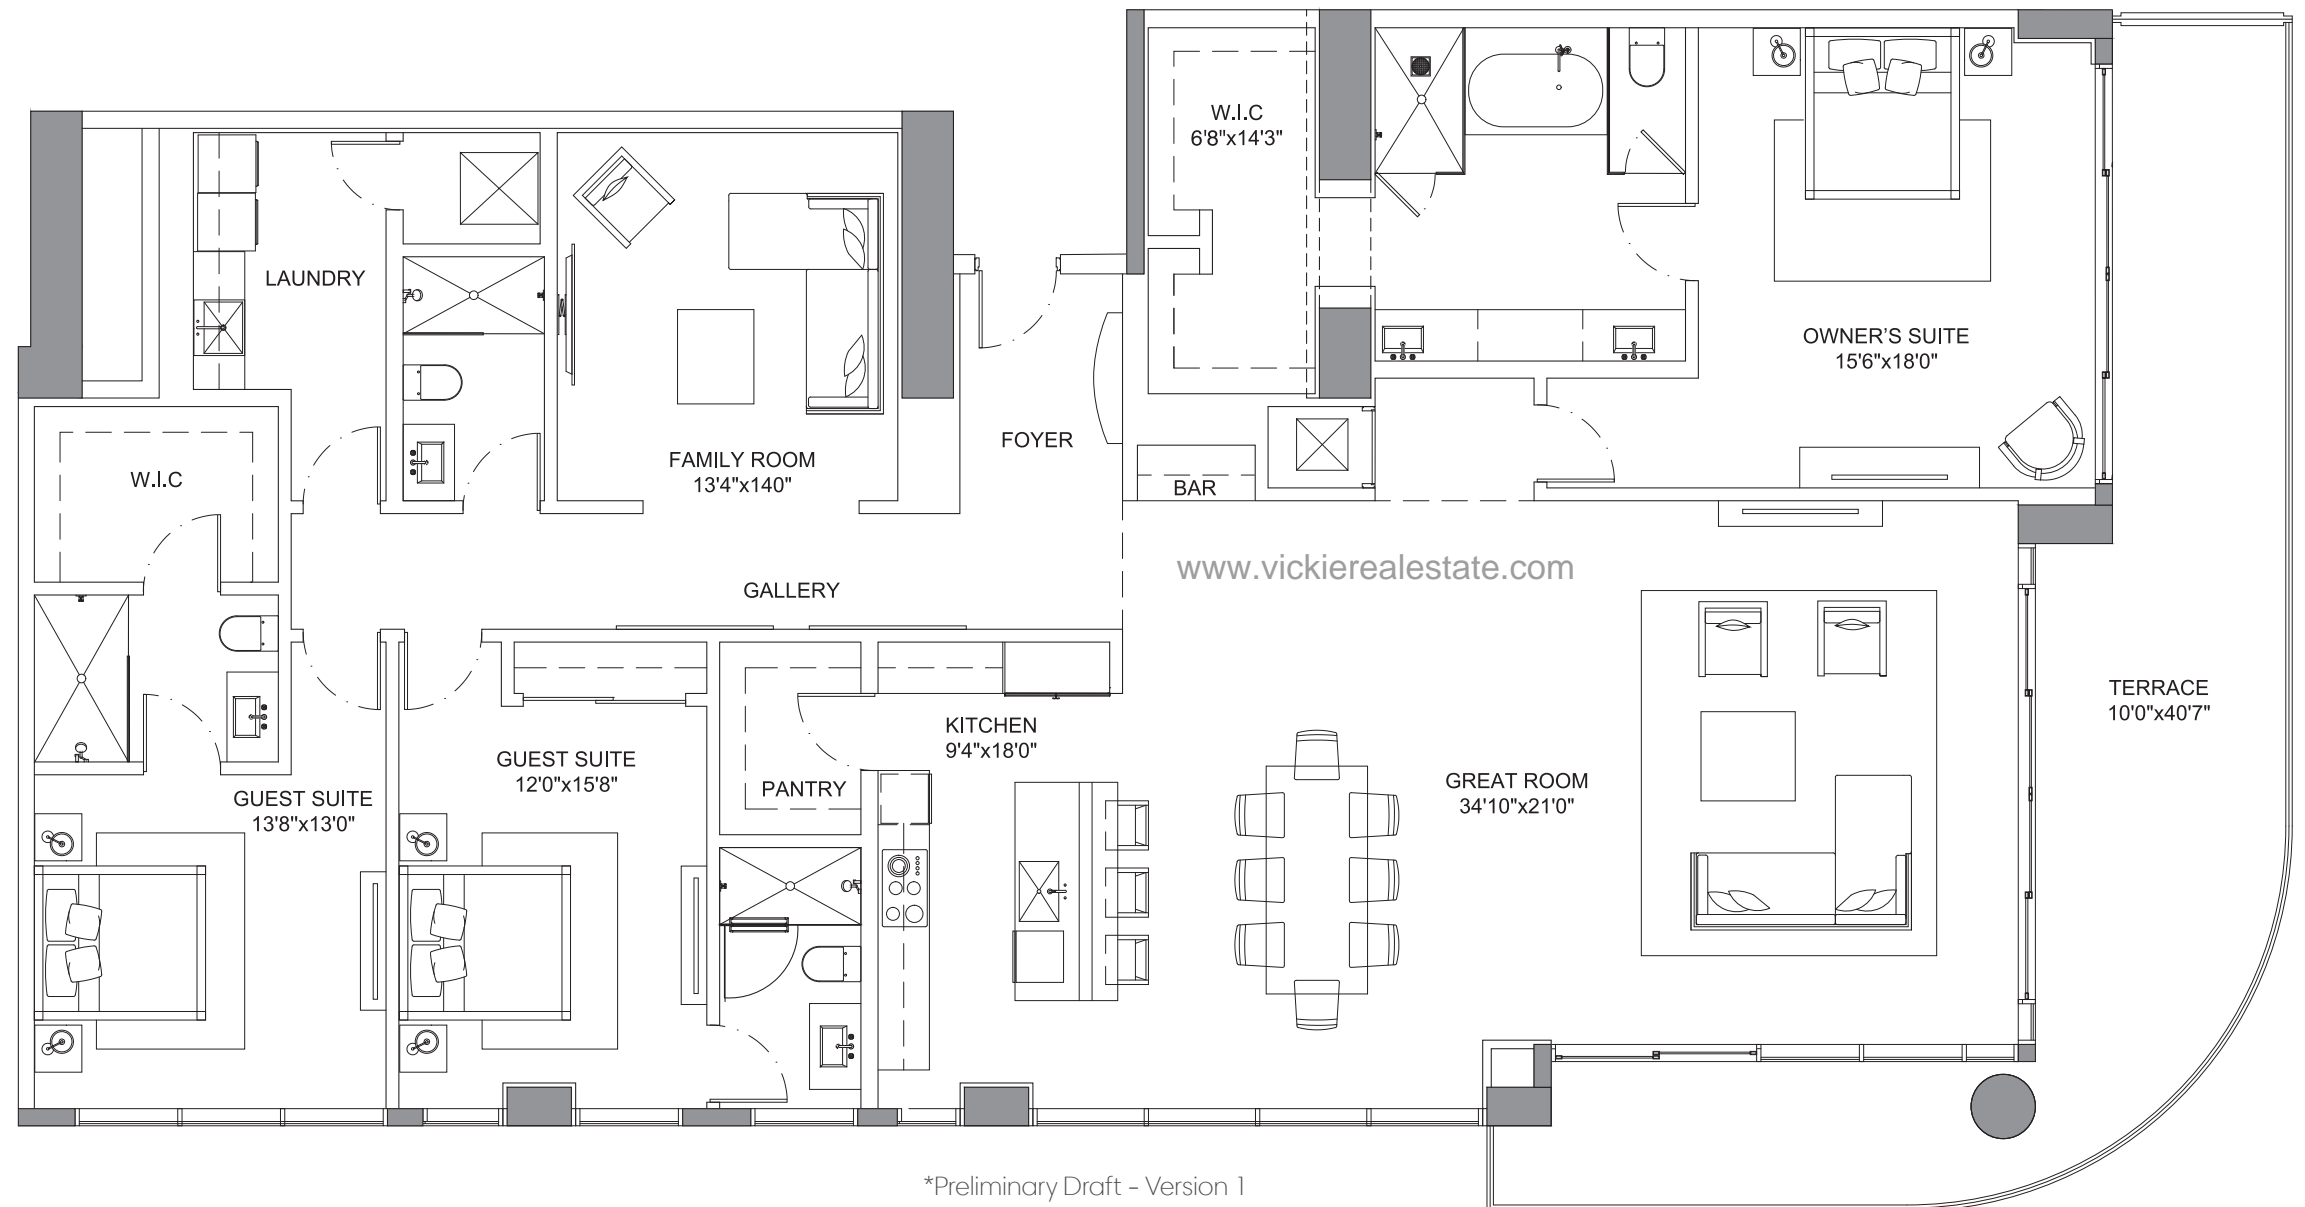 W.I.C
6'8"x14'3"
LAUNDRY
OWNER'S SUITE
15'6"x18'0"
FOYER
FAMILY ROOM
13'4"x140"
W.I.C
BAR
www.vickierealestate.com
GALLERY
TERRACE
10'0"x40'7"
KITCHEN
9'4"x18'0"
GUEST SUITE
12'0"x15'8"
PANTRY
GREAT ROOM
34'10"x21'0"
GUEST SUITE
13'8"x13'0"
*Preliminary Draft - Version 1